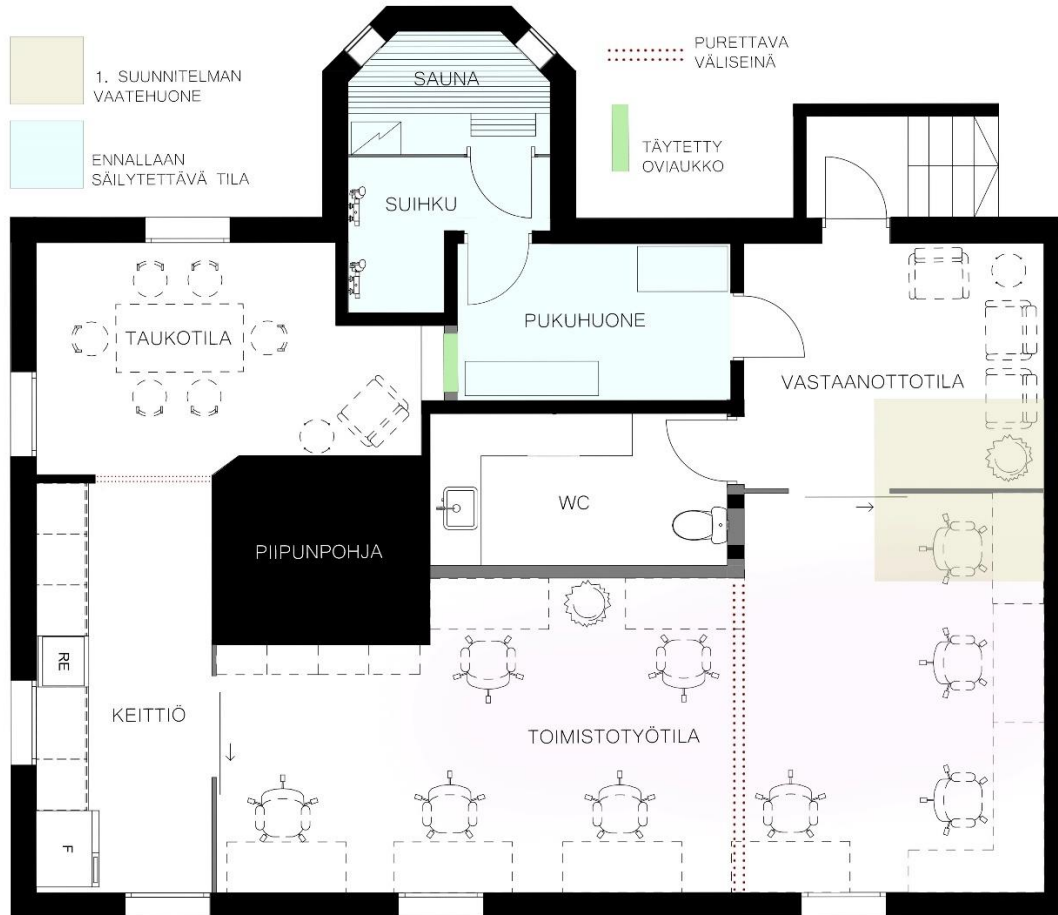 1. SUUNNITELMAN
VAATEHUONE
ENNALLAAN
SÄILYTETTÄVÄ TILA
PURETTAVA
VÄLISEINÄ
TÄYTETTY
OVIAUKKO
SAUNA
SUIHKU
PUKUHUONE
TAUKOTILA
VASTAANOTTOTILA
WC
PIIPUNPOHJA
RE
KEITTIÖ
TOIMISTOTYÖTILA
F